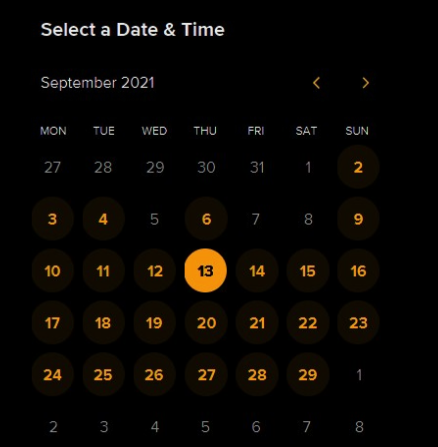 Select a Date & Time
September 2021
MON TUE WED THU FRI SAT SUN
27 28 29 30 31 1 2
3 4 5 6 7 8 9
10 11 12 13 14 15 16
17 18 19 20 21 22 23
24 25 26 27 28 29 1
2 3 4 5 6 7 8